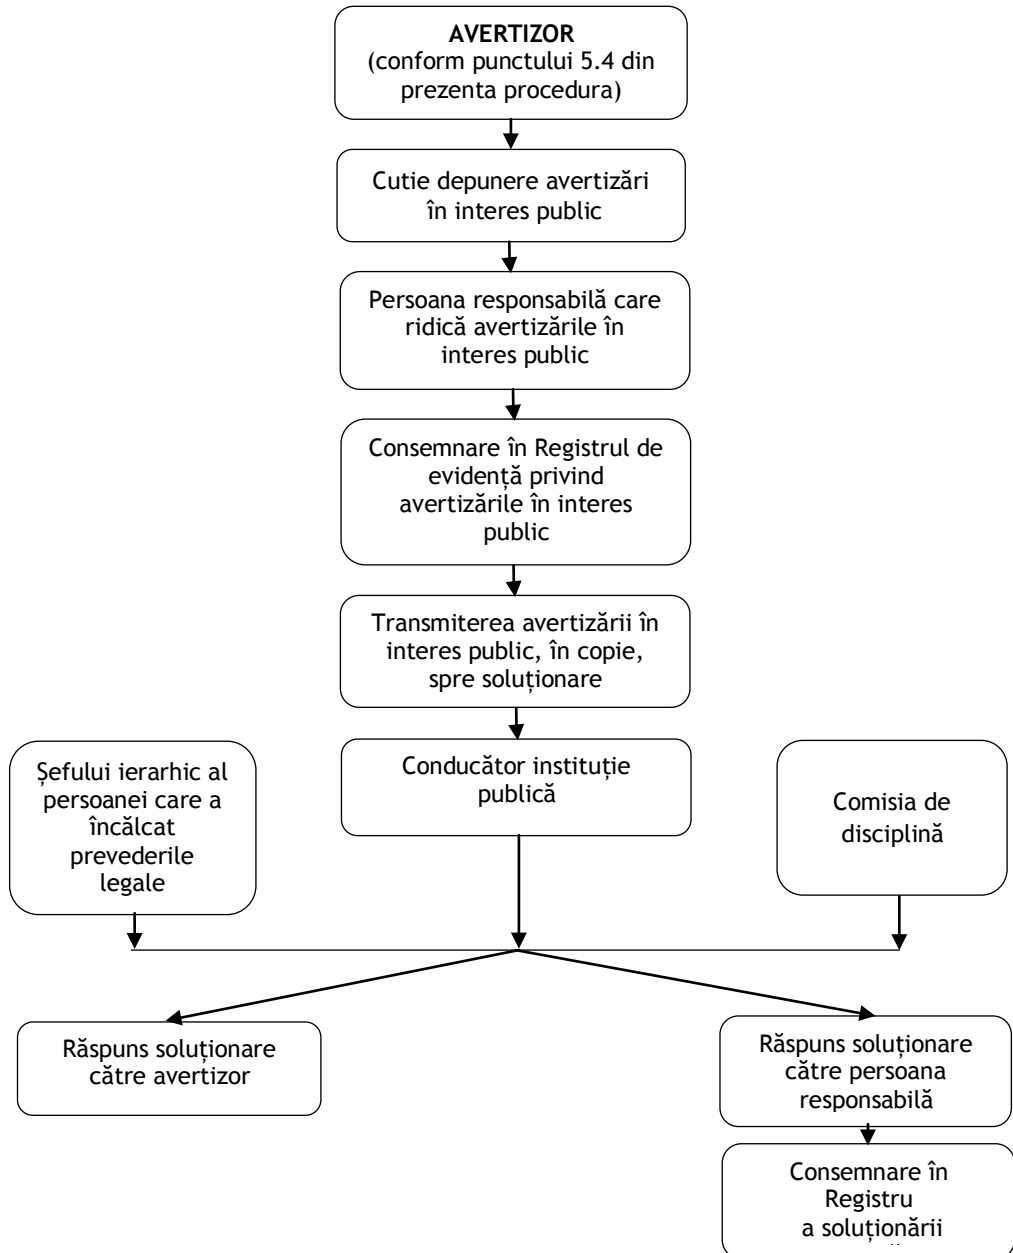 AVERTIZOR
(conform punctului 5.4 din
prezenta procedura)
Cutie depunere avertizări
în interes public
Persoana responsabilă care
ridică avertizările în
interes public
Consemnare în Registrul de
evidență privind
avertizările în interes
public
Transmiterea avertizării în
interes public, în copie,
spre soluționare
Șefului ierarhic al
persoanei care a
încălcat
prevederile
legale
Conducător instituție
publică
Comisia de
disciplină
Răspuns soluționare
către avertizor
Răspuns soluționare
către persoana
responsabilă
Consemnare în
Registru
a soluționării